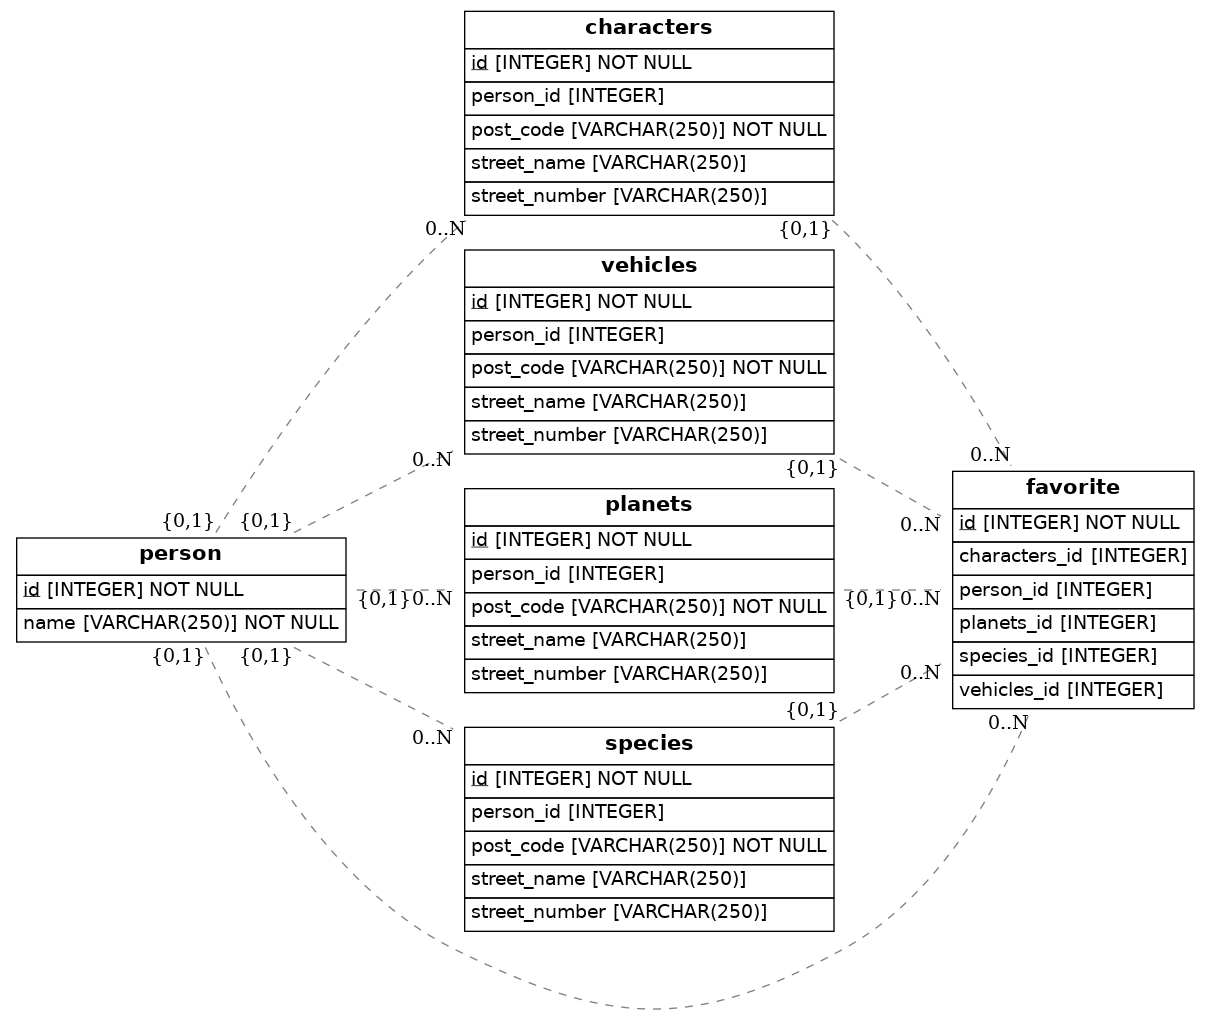 characters
id [INTEGER] NOT NULL
person_id [INTEGER]
post_code [VARCHAR(250)] NOT NULL
street_name [VARCHAR(250)]
street_number [VARCHAR(250)]
0..N
{0,1}
vehicles
id [INTEGER] NOT NULL
person_id [INTEGER]
post_code [VARCHAR(250)] NOT NULL
street_name [VARCHAR(250)]
street_number [VARCHAR(250)]
0..N
{0,1}
0..N
{0,1}
{0,1}
0..N
person
id [INTEGER] NOT NULL
name [VARCHAR(250)] NOT NULL
{0,1}
0..N
{0,1}
{0,1}
planets
id [INTEGER] NOT NULL
person_id [INTEGER]
post_code [VARCHAR(250)] NOT NULL
street_name [VARCHAR(250)]
street_number [VARCHAR(250)]
{0,1}
0..N
favorite
id [INTEGER] NOT NULL
characters_id [INTEGER]
person_id [INTEGER]
planets_id [INTEGER]
species_id [INTEGER]
vehicles_id [INTEGER]
0..N
{0,1}
0..N
0..N
species
id [INTEGER] NOT NULL
person_id [INTEGER]
post_code [VARCHAR(250)] NOT NULL
street_name [VARCHAR(250)]
street_number [VARCHAR(250)]